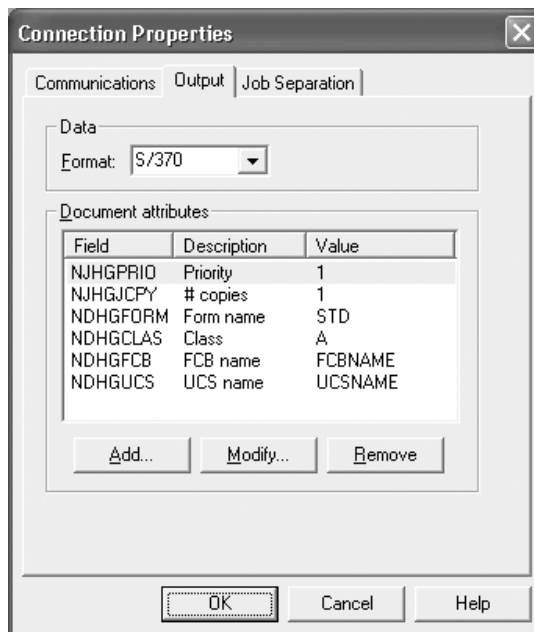 Connection Properties
Communications Output Job Separation
Data
Format: S/370
Document attributes
Field Description Value
NJHGPRIO Priority 1
NJHGJCPY # copies 1
NDHGFORM Form name STD
NDHGCLAS Class A
NDHGFCB FCB name FCBNAME
NDHGUCS UCS name UCSNAME
Add... Modify... Remove
OK Cancel Help